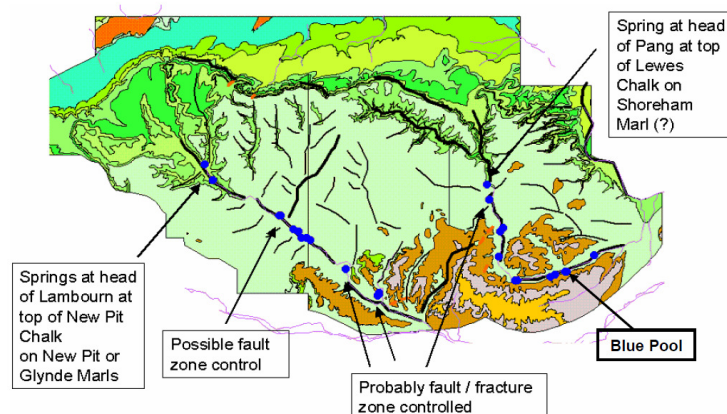 Spring at head
of Pang at top
of Lewes
Chalk on
Shoreham
Marl (?)
Springs at head
of Lambourn at
top of New Pit
Chalk
on New Pit or
Glynde Marls
Possible fault
zone control
Probably fault / fracture
zone controlled
Blue Pool